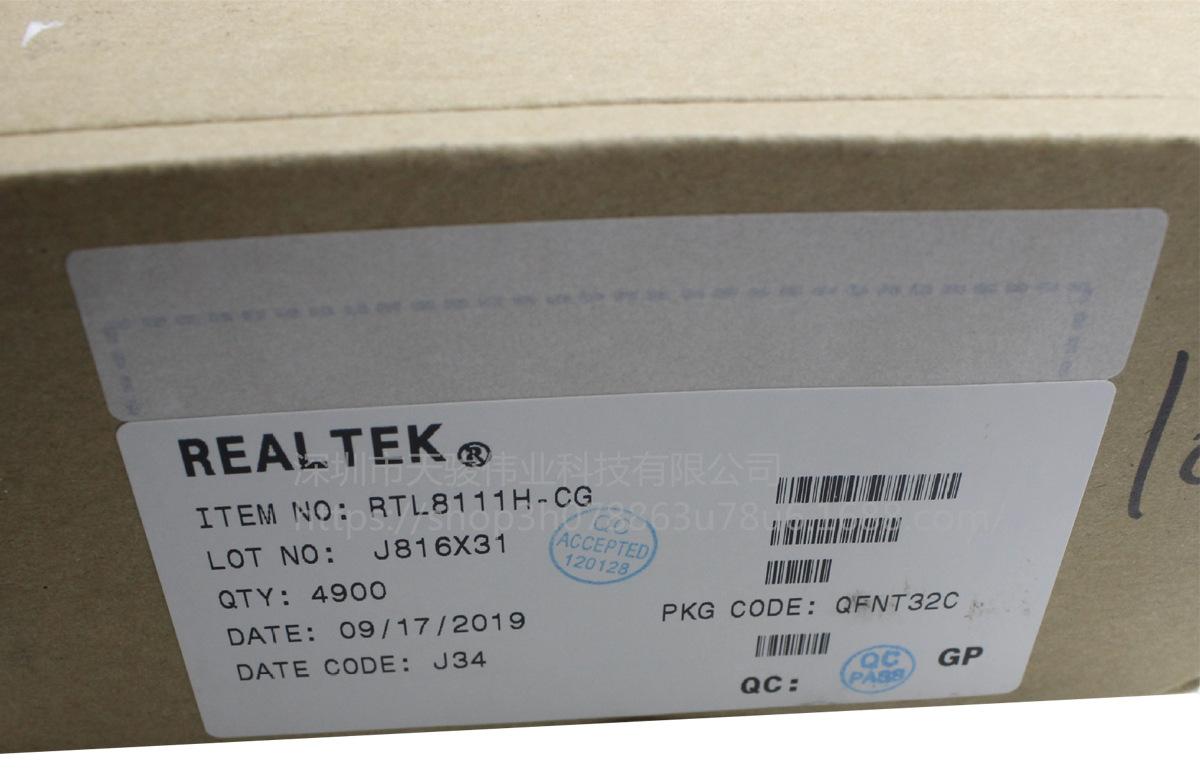 REALTEK®
深圳市天骏伟业科技有限公司
ITEM NO: RTL8111H-CG
LOT NO: J816X31
QC
ACCEPTED
120128
QTY: 4900
PKG CODE: QFNT32C
DATE: 09/17/2019
DATE CODE: J34
QC:
QC
PASS
GP